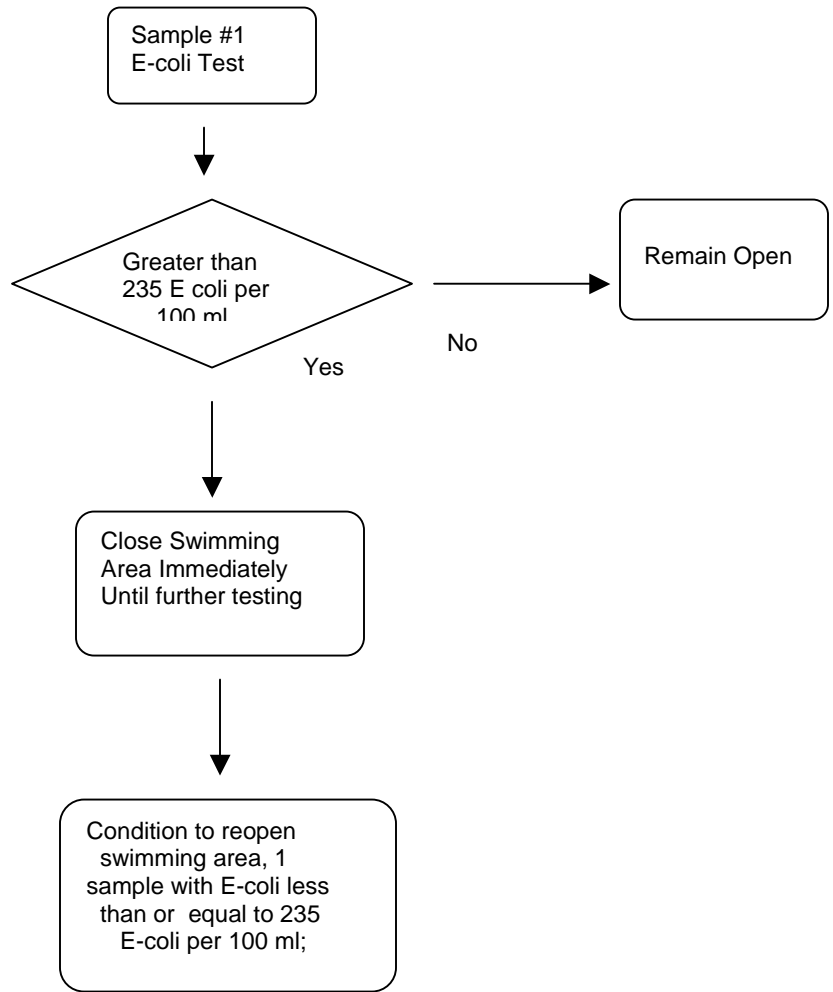 Sample #1
E-coli Test
Greater than
235 E coli per
100 ml
Remain Open
No
Yes
Close Swimming
Area Immediately
Until further testing
Condition to reopen
swimming area, 1
sample with E-coli less
than or equal to 235
E-coli per 100 ml;